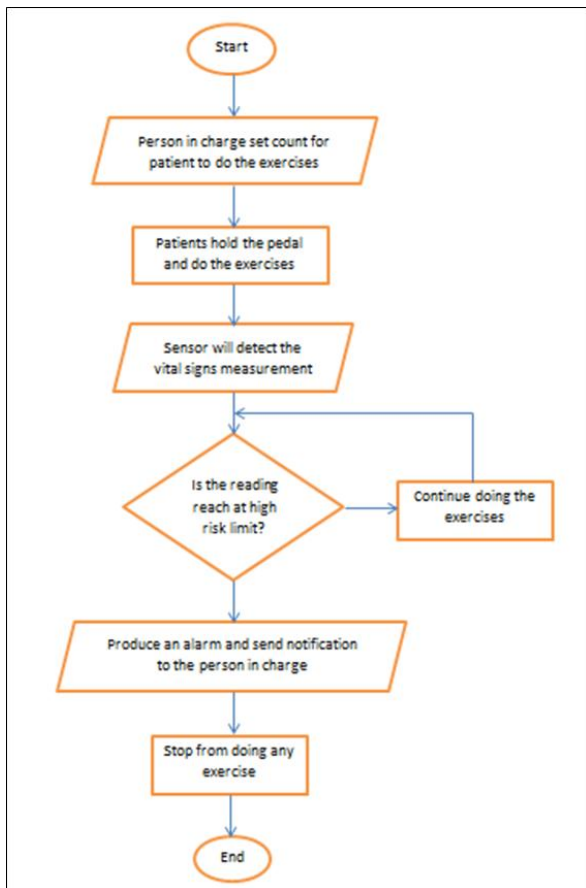 Start
Person in charge set count for
patient to do the exercises
Patients hold the pedal
and do the exercises
Sensor will detect the
vital signs measurement
Is the reading
reach at high
risk limit?
Continue doing the
exercises
Produce an alarm and send notification
to the person in charge
Stop from doing any
exercise
End